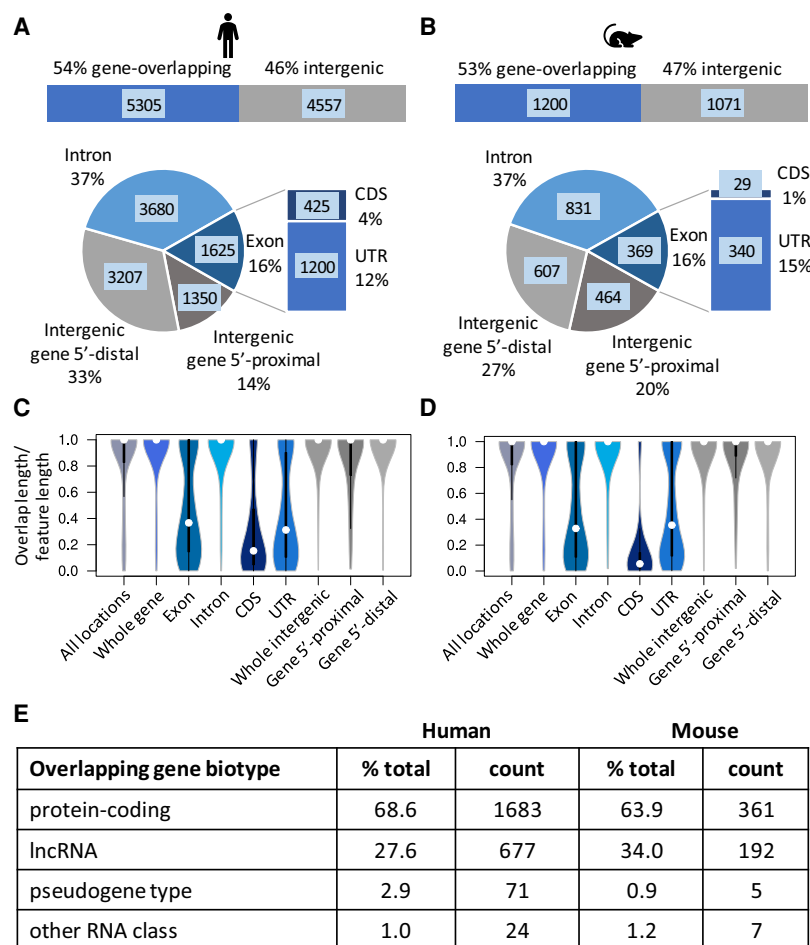 A
54% gene-overlapping 46% intergenic
5305 4557
Intron
37%
3680
1625
Exon
16%
3207
1350
425
CDS
4%
1200
UTR
12%
Intergenic
gene 5’-distal
33%
Intergenic
gene 5’-proximal
14%
B
53% gene-overlapping 47% intergenic
1200 1071
Intron
37%
831
369
Exon
16%
607
464
29
CDS
1%
340
UTR
15%
Intergenic
gene 5’-distal
27%
Intergenic
gene 5’-proximal
20%
C
Overlap length/
feature length
1.0
0.8
0.6
0.4
0.2
0.0
All locations
Whole gene
Exon
Intron
CDS
UTR
Whole intergenic
Gene 5’-proximal
Gene 5’-distal
D
1.0
0.8
0.6
0.4
0.2
0.0
All locations
Whole gene
Exon
Intron
CDS
UTR
Whole intergenic
Gene 5’-proximal
Gene 5’-distal
E
Human Mouse
Overlapping gene biotype % total count % total count
protein-coding 68.6 1683 63.9 361
lncRNA 27.6 677 34.0 192
pseudogene type 2.9 71 0.9 5
other RNA class 1.0 24 1.2 7